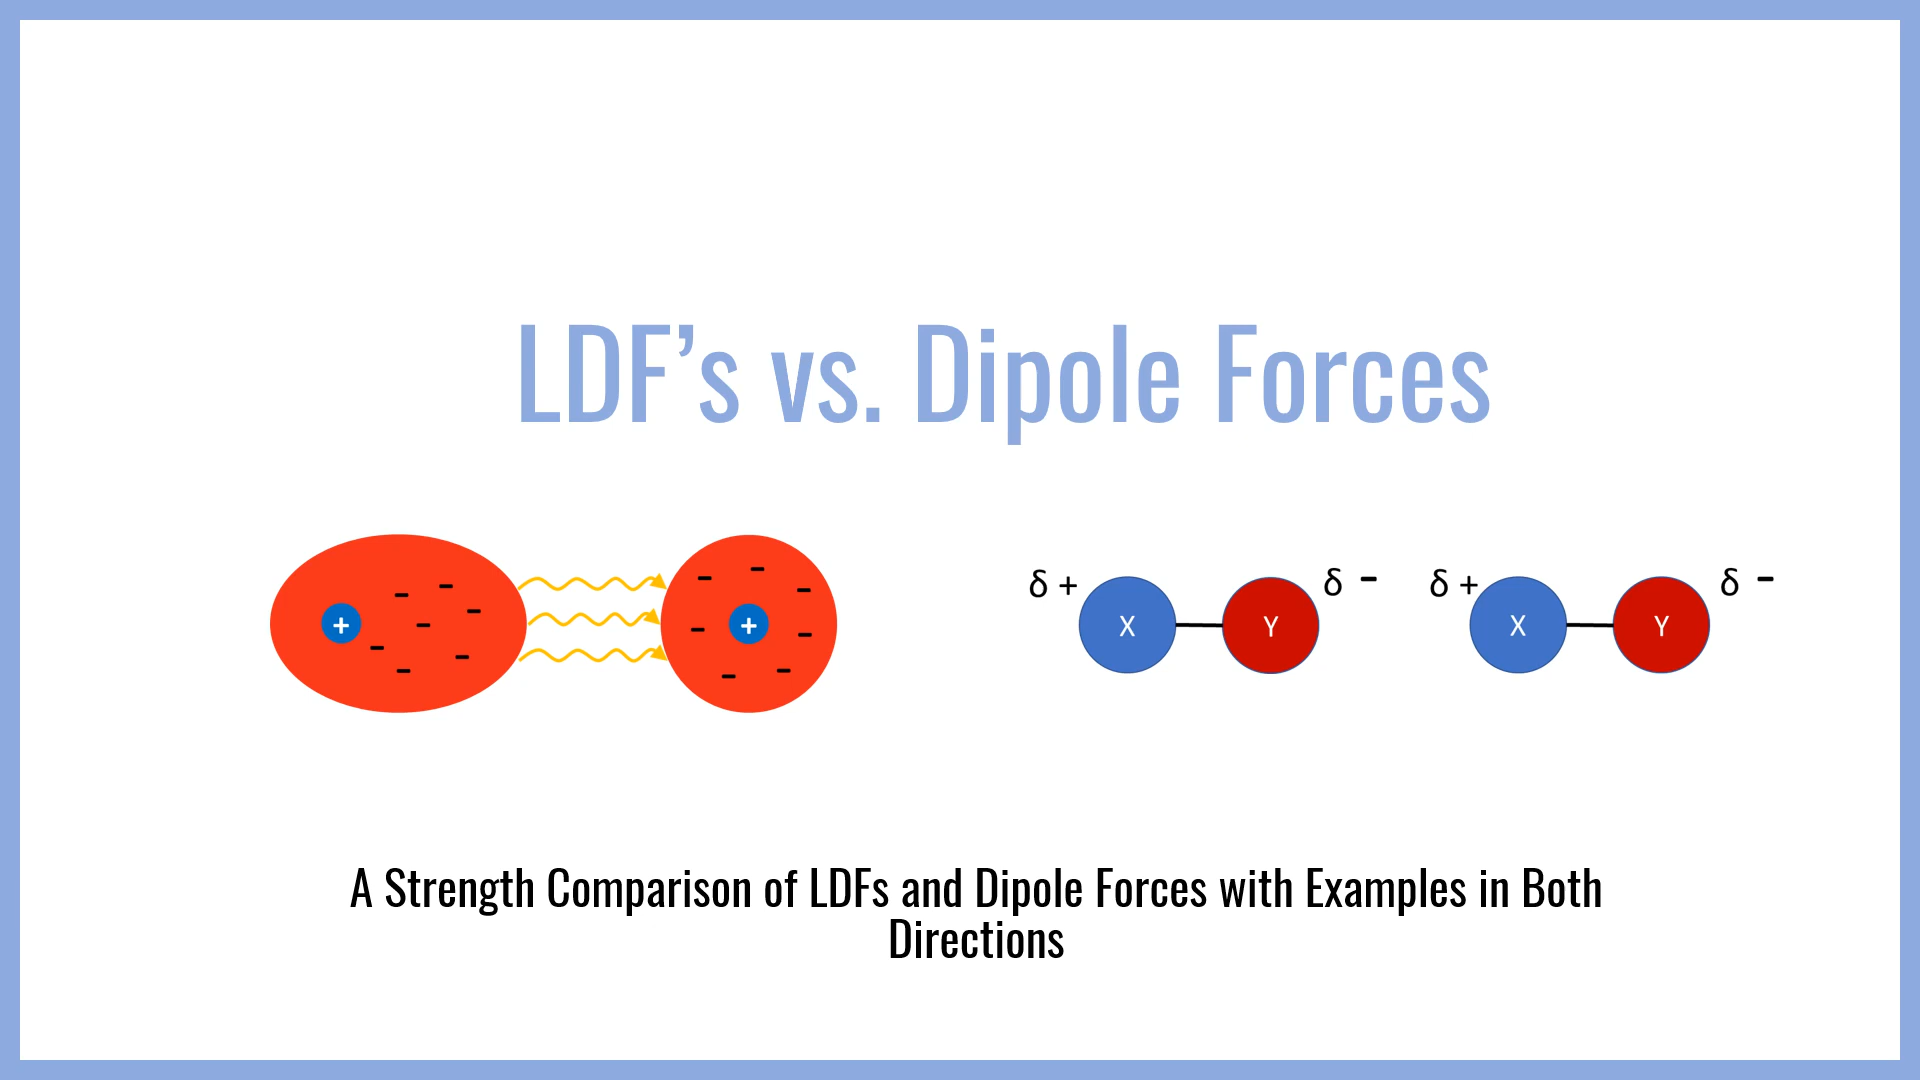 LDF’s vs. Dipole Forces
+ - - - - - - - -
+ - - - - - - - -
δ + X Y δ - δ + X Y δ -
A Strength Comparison of LDFs and Dipole Forces with Examples in Both
Directions